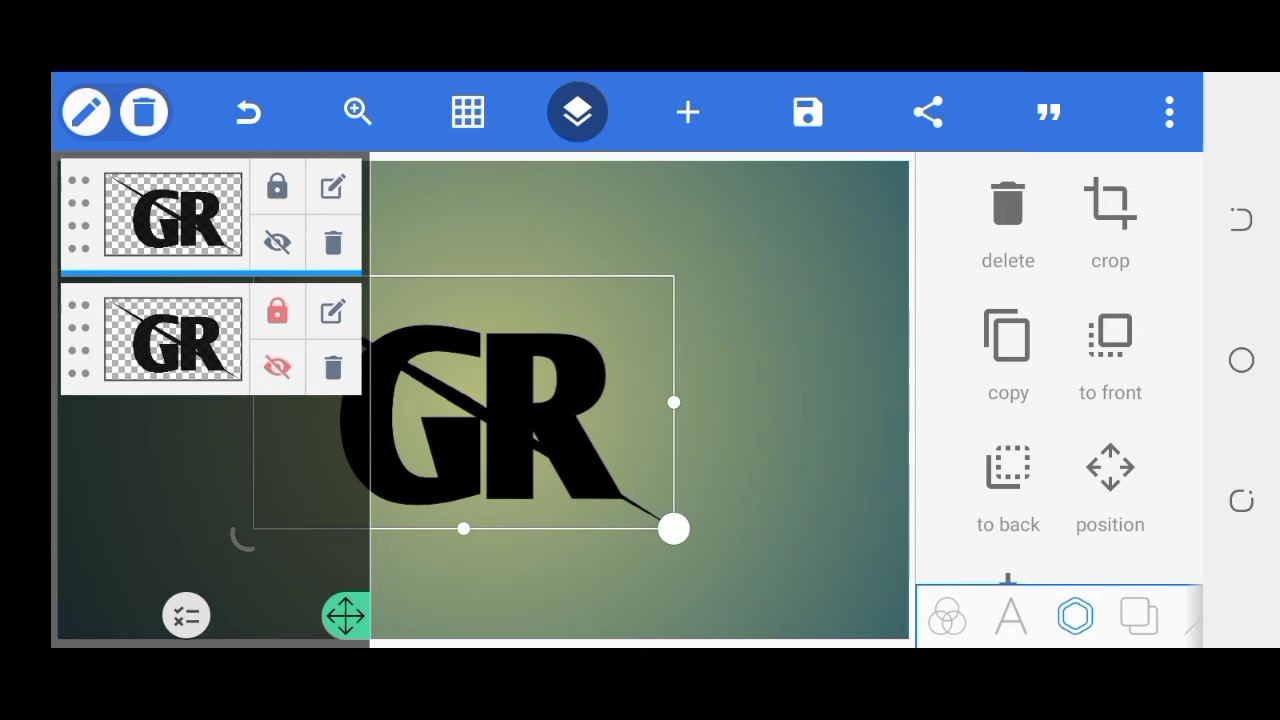 GR
GR
GR
delete
crop
copy
to front
to back
position